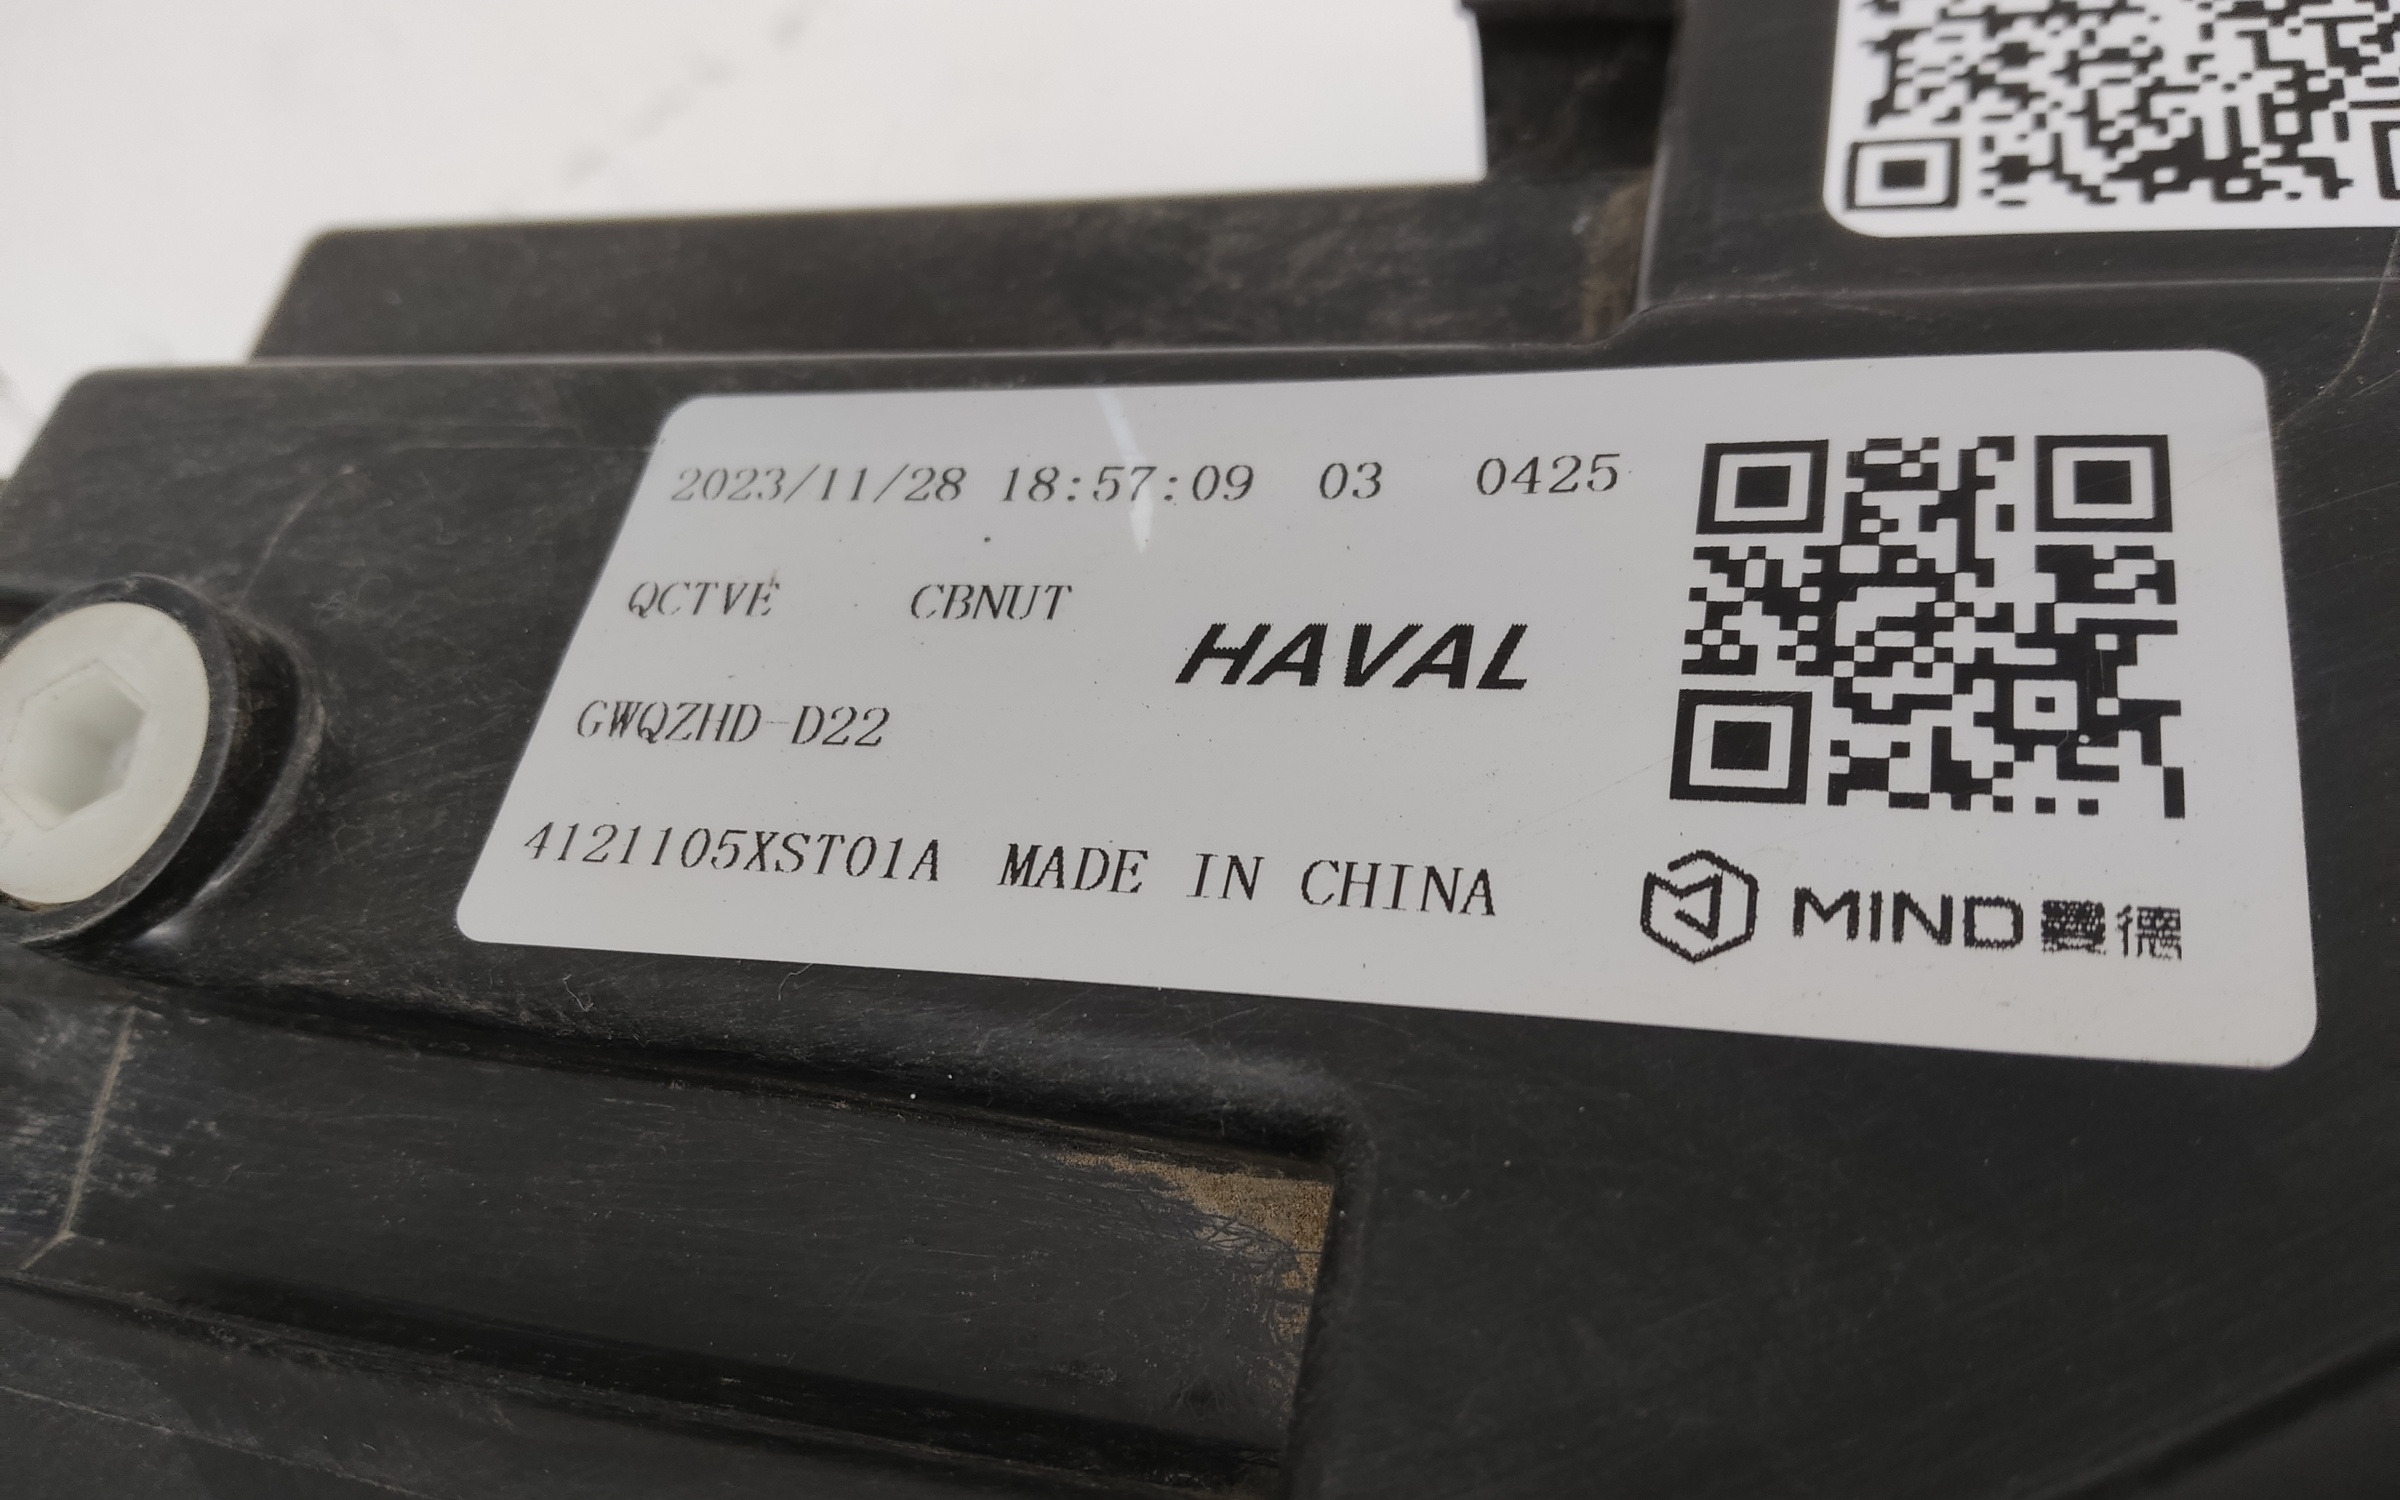 2023/11/28 18:57:09 03 0425
QCTVE CBNUT
HAVAL
GWQZHD-D22
4121105XST01A MADE IN CHINA
MIND 德